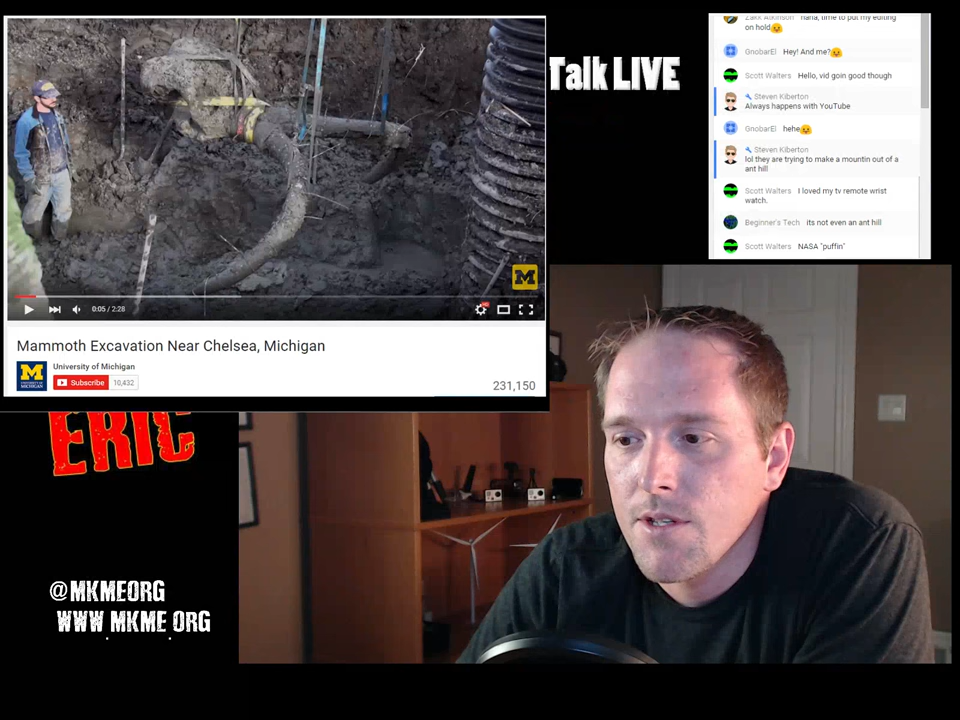 Talk LIVE
Zakk Atkinson haha, time to put my editing
on hold
GnobarEl Hey! And me?
Scott Walters Hello, vid goin good though
Steven Kiberton
Always happens with YouTube
GnobarEl hehe
Steven Kiberton
lol they are trying to make a mountin out of a
ant hill
Scott Walters I loved my tv remote wrist
watch.
Beginner's Tech its not even an ant hill
Scott Walters NASA "puffin"
M
0:05 / 2:28
HD
Mammoth Excavation Near Chelsea, Michigan
M
University of Michigan
Subscribe 10,432
231,150
ERIC
@MKMEORG
WWW MKME ORG